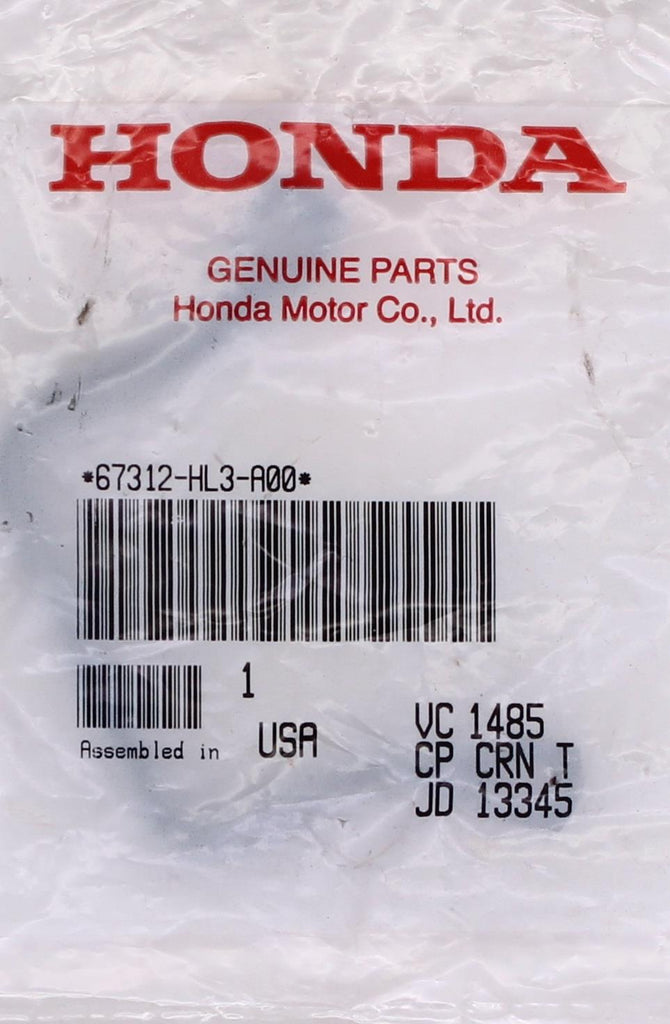 HONDA
GENUINE PARTS
Honda Motor Co., Ltd.
*67312-HL3-A00*
1
Assembled in USA
VC 1485
CP CRN T
JD 13345